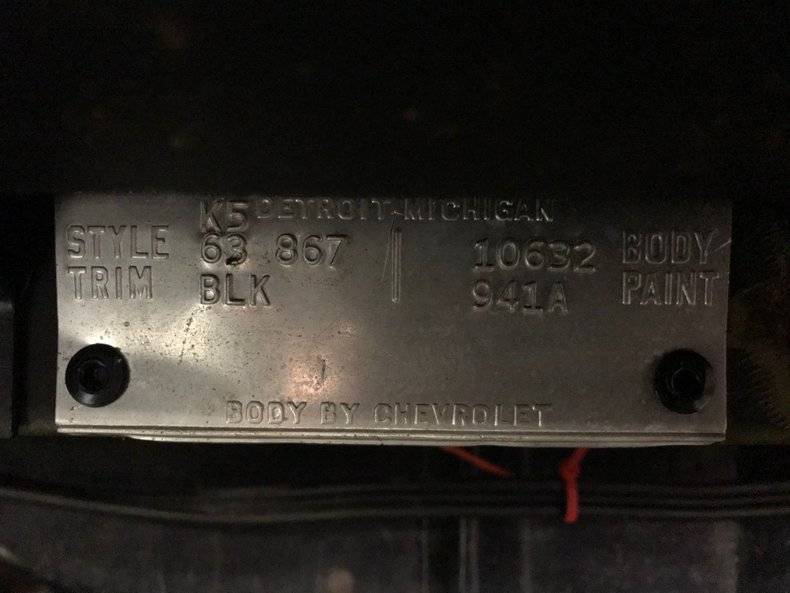 K5 DETROIT-MICHIGAN
STYLE 63 867 10632 BODY
TRIM BLK 941A PAINT
BODY BY CHEVROLET